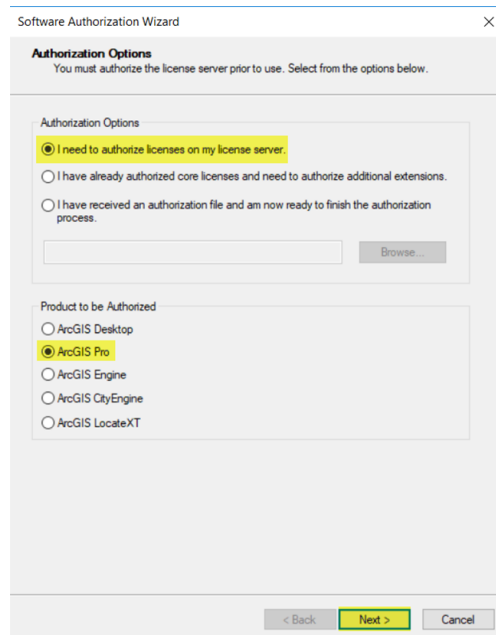 Software Authorization Wizard
Authorization Options
You must authorize the license server prior to use. Select from the options below.
Authorization Options
I need to authorize licenses on my license server.
I have already authorized core licenses and need to authorize additional extensions.
I have received an authorization file and am now ready to finish the authorization
process.
Browse...
Product to be Authorized
ArcGIS Desktop
ArcGIS Pro
ArcGIS Engine
ArcGIS CityEngine
ArcGIS LocateXT
< Back Next > Cancel